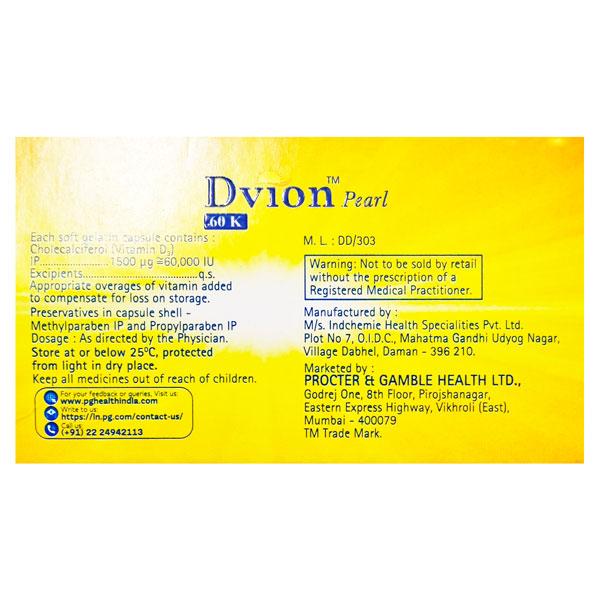 Dvıon™ Pearl
60 K
Each soft gelatin capsule contains :
Cholecalciferol (Vitamin D₃)
IP......................1500 µg ≅60,000 IU
Excipients....................................q.s.
Appropriate overages of vitamin added
to compensate for loss on storage.
Preservatives in capsule shell –
Methylparaben IP and Propylparaben IP
Dosage : As directed by the Physician.
Store at or below 25°C, protected
from light in dry place.
Keep all medicines out of reach of children.
For your feedback or queries, Visit us:
www.pghealthindia.com
Write to us:
https://in.pg.com/contact-us/
Call us:
(+91) 22 24942113
M. L. : DD/303
Warning: Not to be sold by retail
without the prescription of a
Registered Medical Practitioner.
Manufactured by :
M/s. Indchemie Health Specialities Pvt. Ltd.
Plot No 7, O.I.D.C., Mahatma Gandhi Udyog Nagar,
Village Dabhel, Daman - 396 210.
Marketed by :
PROCTER & GAMBLE HEALTH LTD.,
Godrej One, 8th Floor, Pirojshanagar,
Eastern Express Highway, Vikhroli (East),
Mumbai - 400079
TM Trade Mark.